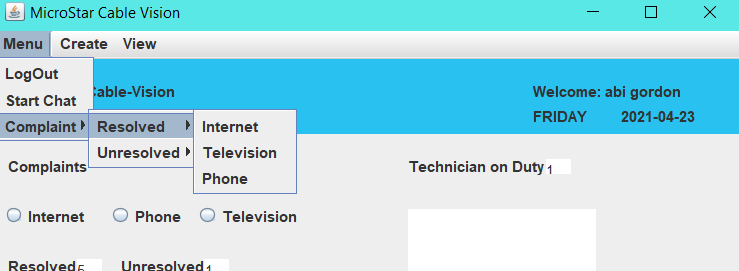 MicroStar Cable Vision
Menu Create View
LogOut
Start Chat
Cable-Vision
Welcome: abi gordon
FRIDAY 2021-04-23
Complaint Resolved Internet
Unresolved Television
Phone
Complaints
Technician on Duty 1
Internet Phone Television
Resolved 5 Unresolved 1